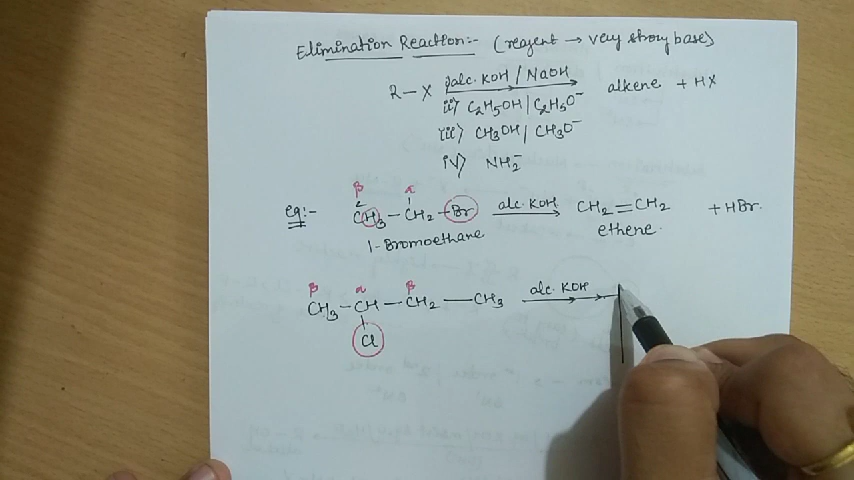 Elimination Reaction:- (reagent → very strong base)
R-X i) alc. KOH / NaOH → alkene + HX
ii) C₂H₅OH / C₂H₅O⁻
iii) CH₃OH / CH₃O⁻
iv) NH₂⁻
β α
eg:- CH₃-CH₂-Br alc. KOH → CH₂=CH₂ + HBr.
1-Bromoethane ethene.
β α β
CH₃-CH-CH₂-CH₃ alc. KOH →
Cl